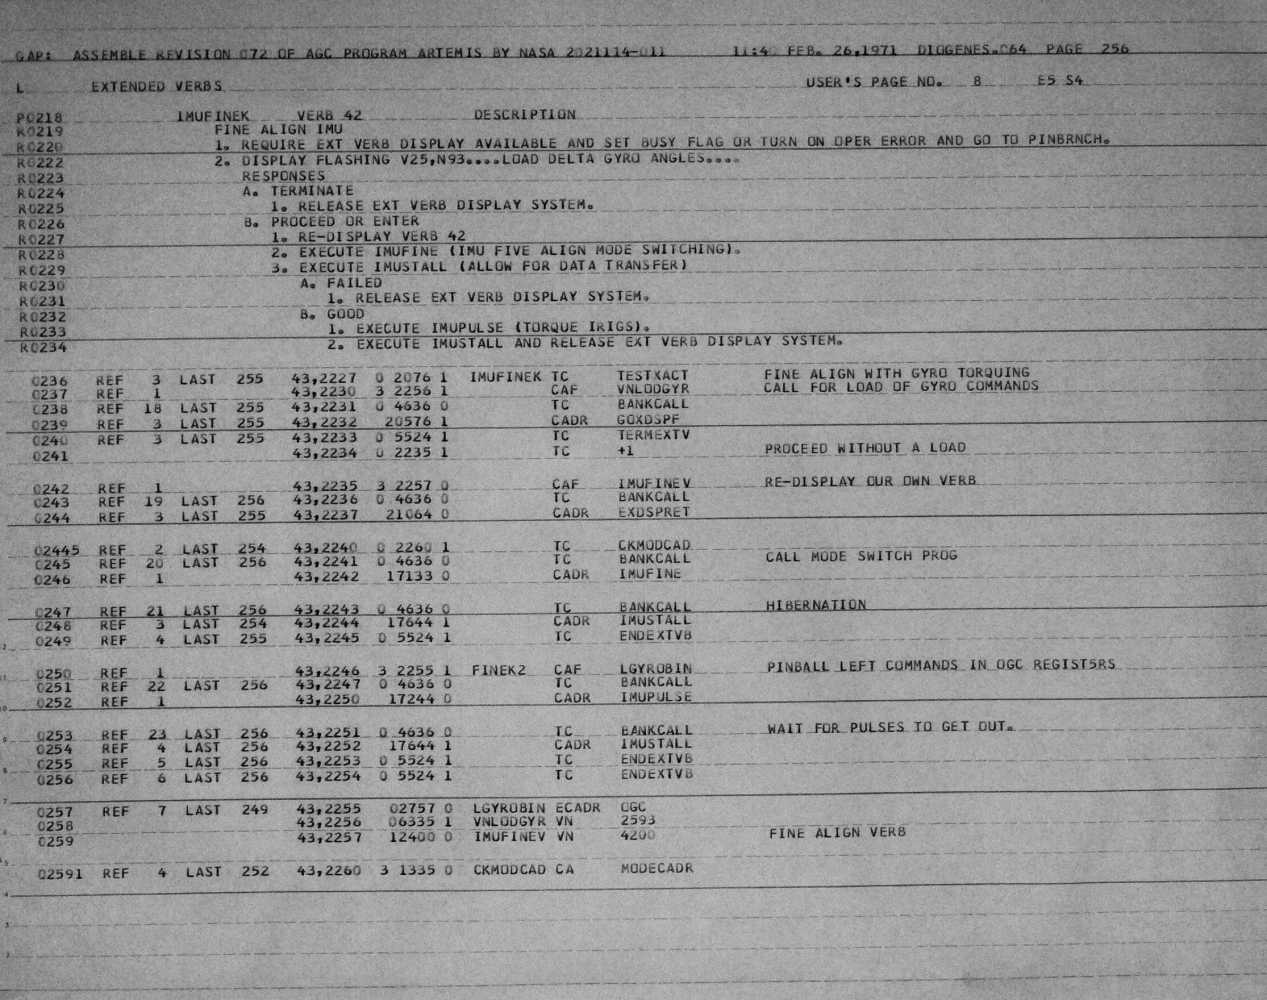 GAP: ASSEMBLE REVISION 072 OF AGC PROGRAM ARTEMIS BY NASA 2021114-011 11:40 FEB. 26,1971 DIOGENES.064 PAGE 256
L EXTENDED VERBS USER'S PAGE NO. 8 E5 S4
P0218 IMUFINEK VERB 42 DESCRIPTION
R0219 FINE ALIGN IMU
R0220 1. REQUIRE EXT VERB DISPLAY AVAILABLE AND SET BUSY FLAG OR TURN ON OPER ERROR AND GO TO PINBRNCH.
R0222 2. DISPLAY FLASHING V25,N93....LOAD DELTA GYRO ANGLES....
R0223 RESPONSES
R0224 A. TERMINATE
R0225 1. RELEASE EXT VERB DISPLAY SYSTEM.
R0226 B. PROCEED OR ENTER
R0227 1. RE-DISPLAY VERB 42
R0228 2. EXECUTE IMUFINE (IMU FIVE ALIGN MODE SWITCHING).
R0229 3. EXECUTE IMUSTALL (ALLOW FOR DATA TRANSFER)
R0230 A. FAILED
R0231 1. RELEASE EXT VERB DISPLAY SYSTEM.
R0232 B. GOOD
R0233 1. EXECUTE IMUPULSE (TORQUE IRIGS).
R0234 2. EXECUTE IMUSTALL AND RELEASE EXT VERB DISPLAY SYSTEM.
0236 REF 3 LAST 255 43,2227 0 2076 1 IMUFINEK TC TESTXACT FINE ALIGN WITH GYRO TORQUING
0237 REF 1 43,2230 3 2256 1 CAF VNLODGYR CALL FOR LOAD OF GYRO COMMANDS
0238 REF 18 LAST 255 43,2231 0 4636 0 TC BANKCALL
0239 REF 3 LAST 255 43,2232 20576 1 CADR GOXDSPF
0240 REF 3 LAST 255 43,2233 0 5524 1 TC TERMEXTV
0241 43,2234 0 2235 1 TC +1 PROCEED WITHOUT A LOAD
0242 REF 1 43,2235 3 2257 0 CAF IMUFINEV RE-DISPLAY OUR OWN VERB
0243 REF 19 LAST 256 43,2236 0 4636 0 TC BANKCALL
0244 REF 3 LAST 255 43,2237 21064 0 CADR EXDSPRET
02445 REF 2 LAST 254 43,2240 0 2260 1 TC CKMODCAD
0245 REF 20 LAST 256 43,2241 0 4636 0 TC BANKCALL CALL MODE SWITCH PROG
0246 REF 1 43,2242 17133 0 CADR IMUFINE
0247 REF 21 LAST 256 43,2243 0 4636 0 TC BANKCALL HIBERNATION
0248 REF 3 LAST 254 43,2244 17644 1 CADR IMUSTALL
0249 REF 4 LAST 255 43,2245 0 5524 1 TC ENDEXTVB
0250 REF 1 43,2246 3 2255 1 FINEK2 CAF LGYROBIN PINBALL LEFT COMMANDS IN OGC REGIST5RS
0251 REF 22 LAST 256 43,2247 0 4636 0 TC BANKCALL
0252 REF 1 43,2250 17244 0 CADR IMUPULSE
0253 REF 23 LAST 256 43,2251 0 4636 0 TC BANKCALL WAIT FOR PULSES TO GET OUT.
0254 REF 4 LAST 256 43,2252 17644 1 CADR IMUSTALL
0255 REF 5 LAST 256 43,2253 0 5524 1 TC ENDEXTVB
0256 REF 6 LAST 256 43,2254 0 5524 1 TC ENDEXTVB
0257 REF 7 LAST 249 43,2255 02757 0 LGYROBIN ECADR OGC
0258 43,2256 06335 1 VNLODGYR VN 2593
0259 43,2257 12400 0 IMUFINEV VN 4200 FINE ALIGN VERB
02591 REF 4 LAST 252 43,2260 3 1335 0 CKMODCAD CA MODECADR